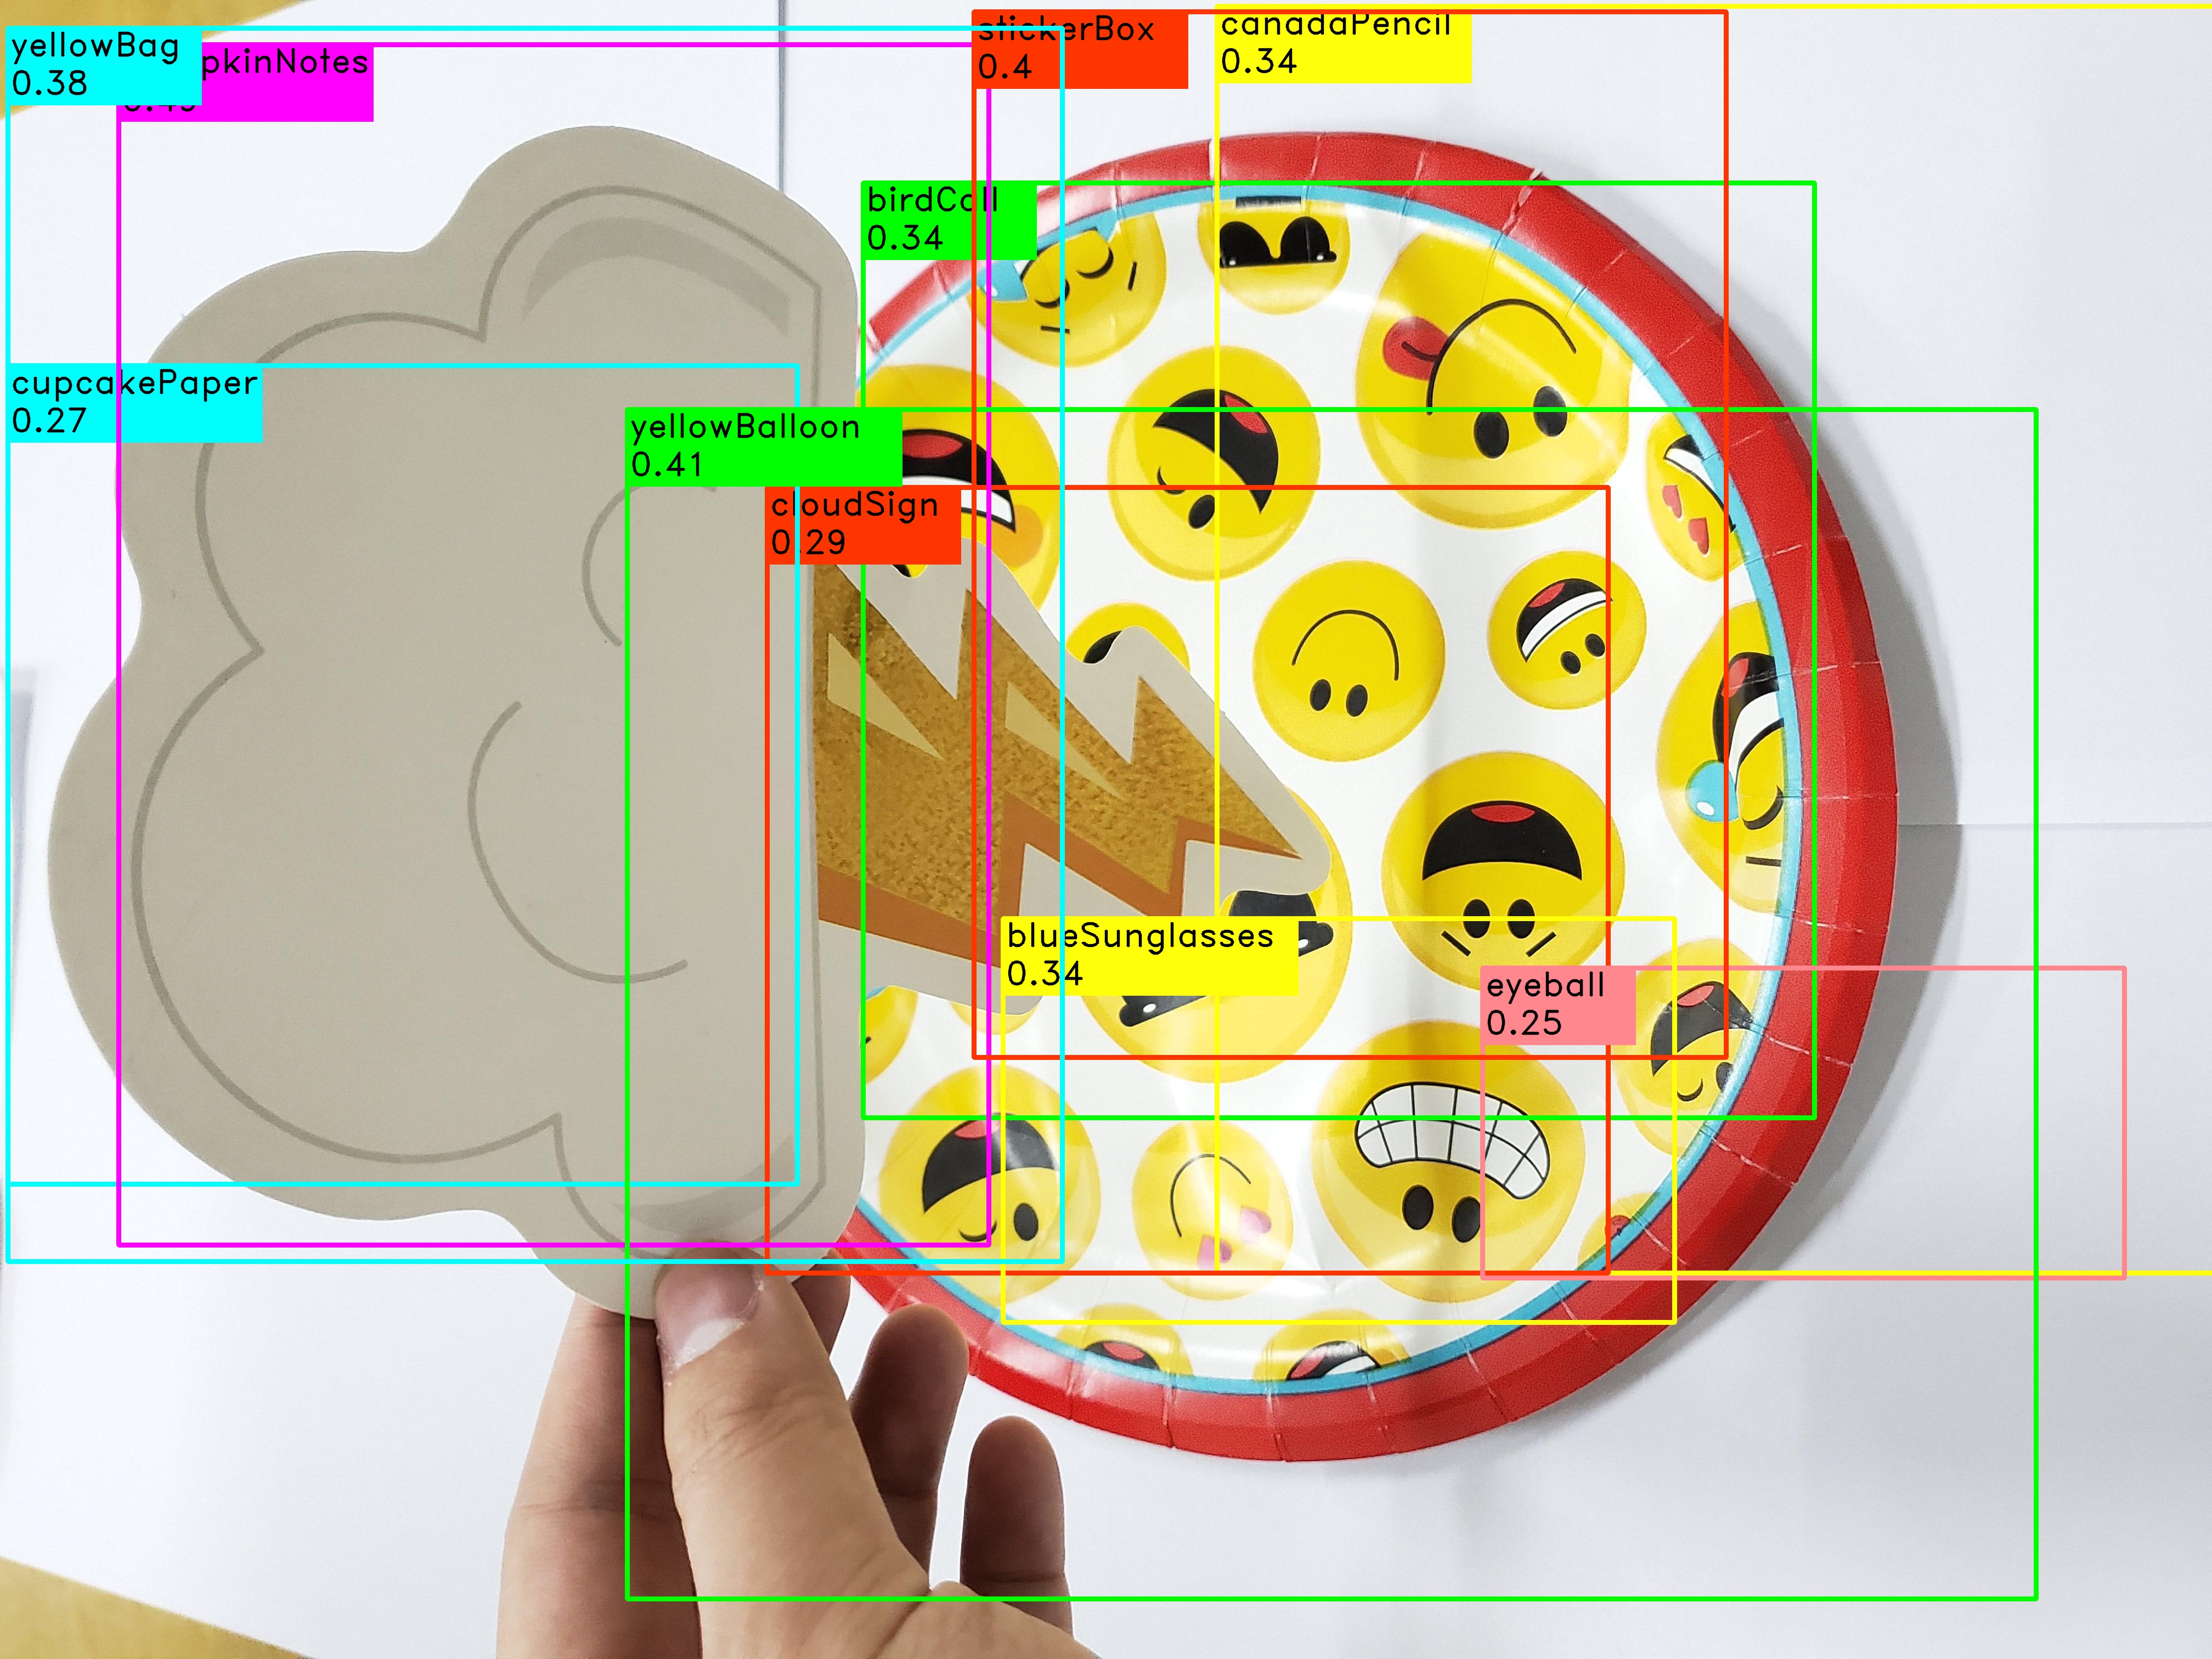 stickerBox
0.4
canadaPencil
0.34
yellowBag
0.38
pkinNotes
birdCall
0.34
cupcakePaper
0.27
yellowBalloon
0.41
cloudSign
0.29
blueSunglasses
0.34
eyeball
0.25